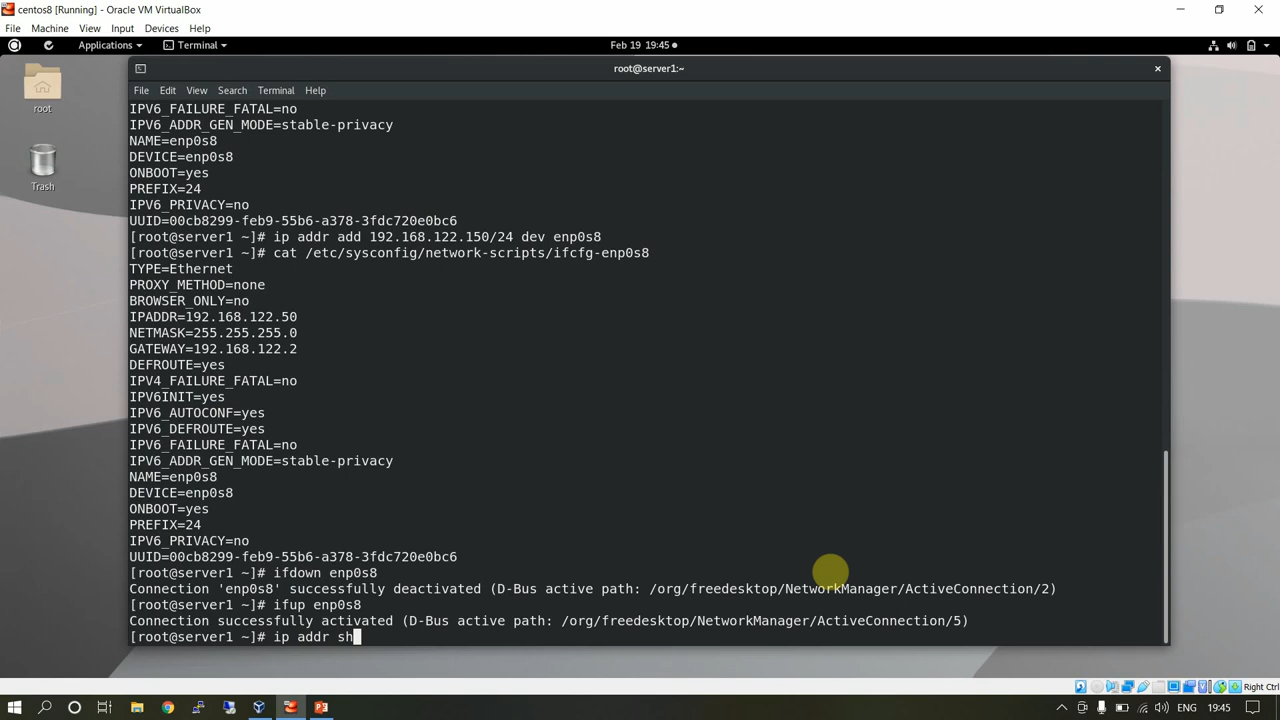 centos8 [Running] - Oracle VM VirtualBox
File Machine View Input Devices Help
Applications Terminal Feb 19 19:45
root@server1:~
File Edit View Search Terminal Help
root
Trash
IPV6_FAILURE_FATAL=no
IPV6_ADDR_GEN_MODE=stable-privacy
NAME=enp0s8
DEVICE=enp0s8
ONBOOT=yes
PREFIX=24
IPV6_PRIVACY=no
UUID=00cb8299-feb9-55b6-a378-3fdc720e0bc6
[root@server1 ~]# ip addr add 192.168.122.150/24 dev enp0s8
[root@server1 ~]# cat /etc/sysconfig/network-scripts/ifcfg-enp0s8
TYPE=Ethernet
PROXY_METHOD=none
BROWSER_ONLY=no
IPADDR=192.168.122.50
NETMASK=255.255.255.0
GATEWAY=192.168.122.2
DEFROUTE=yes
IPV4_FAILURE_FATAL=no
IPV6INIT=yes
IPV6_AUTOCONF=yes
IPV6_DEFROUTE=yes
IPV6_FAILURE_FATAL=no
IPV6_ADDR_GEN_MODE=stable-privacy
NAME=enp0s8
DEVICE=enp0s8
ONBOOT=yes
PREFIX=24
IPV6_PRIVACY=no
UUID=00cb8299-feb9-55b6-a378-3fdc720e0bc6
[root@server1 ~]# ifdown enp0s8
Connection 'enp0s8' successfully deactivated (D-Bus active path: /org/freedesktop/NetworkManager/ActiveConnection/2)
[root@server1 ~]# ifup enp0s8
Connection successfully activated (D-Bus active path: /org/freedesktop/NetworkManager/ActiveConnection/5)
[root@server1 ~]# ip addr sh
Right Ctrl
ENG 19:45